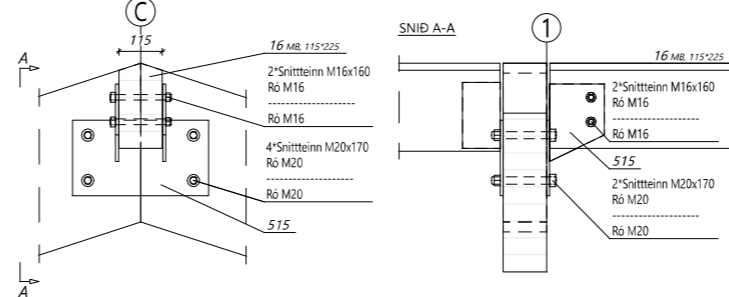 C
115
A
16 MB, 115*225
2*Snittteinn M16x160
Ró M16
Ró M16
4*Snittteinn M20x170
Ró M20
Ró M20
515
A
SNIÐ A-A
1
16 MB, 115*225
2*Snittteinn M16x160
Ró M16
Ró M16
515
2*Snittteinn M20x170
Ró M20
Ró M20